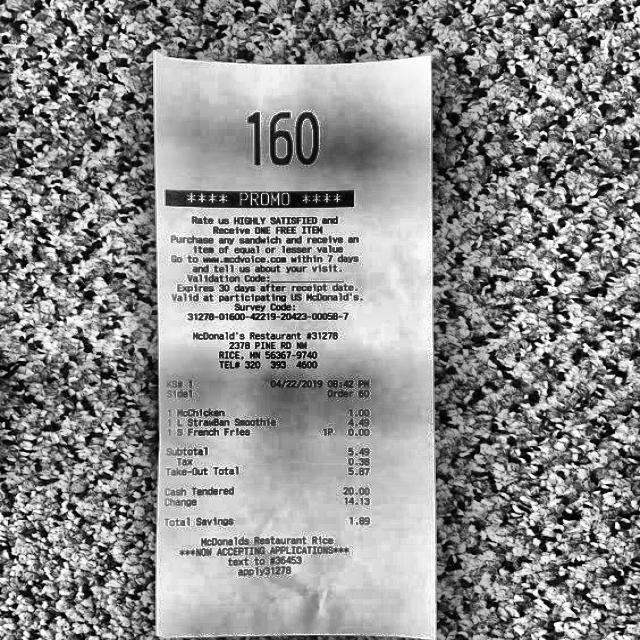 160
**** PROMO ****
Rate us HIGHLY SATISFIED and
Receive ONE FREE ITEM
Purchase any sandwich and receive an
item of equal or lesser value
Go to www.mcdvoice.com within 7 days
and tell us about your visit.
Validation Code:
Expires 30 days after receipt date.
Valid at participating US McDonald's.
Survey Code:
31278-01600-42219-20423-00058-7
McDonald's Restaurant #31278
2378 PINE RD NW
RICE, MN 56367-9740
TEL# 320 393 4600
KS# 1 04/22/2019 08:42 PM
Side1 Order 60
1 McChicken 1.00
1 L StrawBan Smoothie 4.49
1 S French Fries 1P 0.00
Subtotal 5.49
Tax 0.38
Take-Out Total 5.87
Cash Tendered 20.00
Change 14.13
Total Savings 1.89
McDonalds Restaurant Rice
***NOW ACCEPTING APPLICATIONS***
text to #36453
apply31278